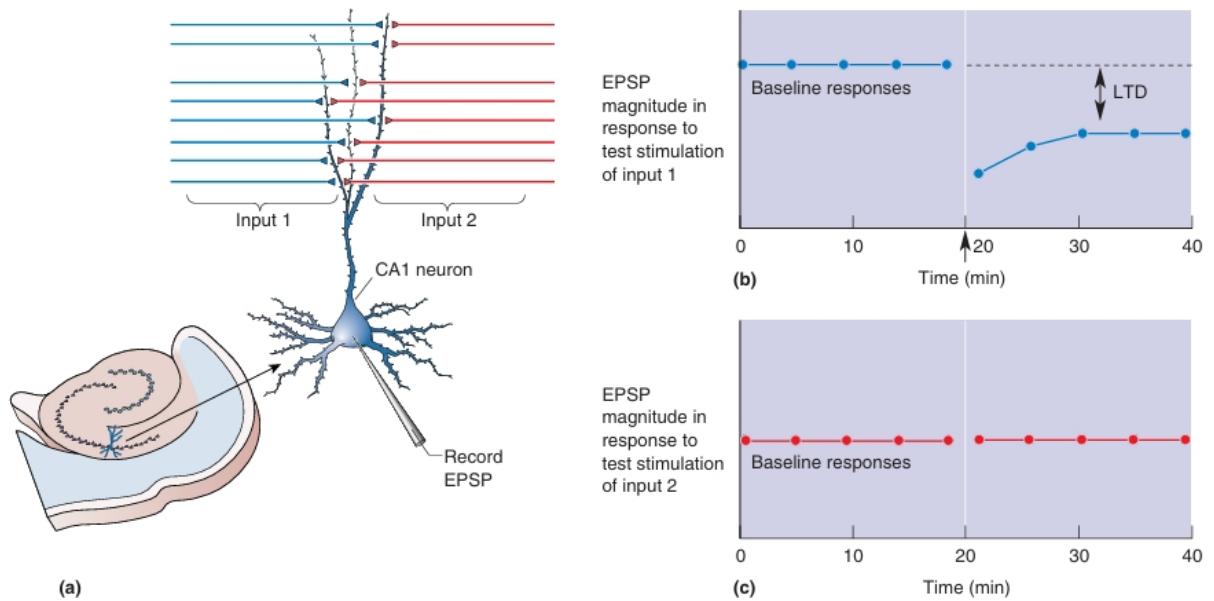 Input 1
Input 2
CA1 neuron
Record
EPSP
(a)
EPSP
magnitude in
response to
test stimulation
of input 1
Baseline responses
LTD
0
10
20
30
40
Time (min)
(b)
EPSP
magnitude in
response to
test stimulation
of input 2
Baseline responses
0
10
20
30
40
Time (min)
(c)